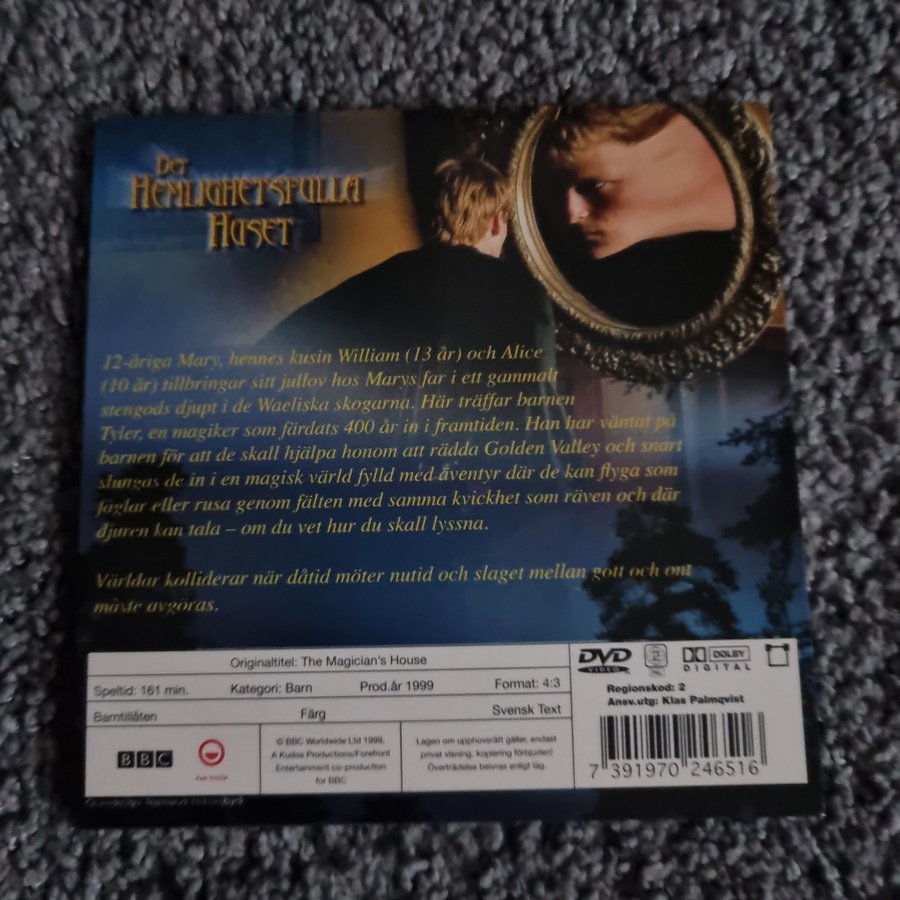 Det
Hemlighetsfulla
Huset
12-åriga Mary, hennes kusin William (13 år) och Alice
(10 år) tillbringar sitt jullov hos Marys far i ett gammalt
stengods djupt i de Waeliska skogarna. Här träffar barnen
Tyler, en magiker som färdats 400 år in i framtiden. Han har väntat på
barnen för att de skall hjälpa honom att rädda Golden Valley och snart
slungas de in i en magisk värld fylld med äventyr där de kan flyga som
fåglar eller rusa genom fälten med samma kvickhet som räven och där
djuren kan tala – om du vet hur du skall lyssna.
Världar kolliderar när dåtid möter nutid och slaget mellan gott och ont
måste avgöras.
Originaltitel: The Magician's House
Speltid: 161 min.
Kategori: Barn
Prod.år 1999
Format: 4:3
Barntillåten
Färg
Svensk Text
BBC
© BBC Worldwide Ltd 1999,
A Kudos Productions/Forefront
Entertainment co-production
for BBC
Lagen om upphovsrätt gäller, endast
privat visning, kopiering förbjuden!
Överträdelse beivras enligt lag.
DVD
VIDEO
2
DOLBY
DIGITAL
Regionskod: 2
Ansv.utg: Klas Palmqvist
7 391970 246516